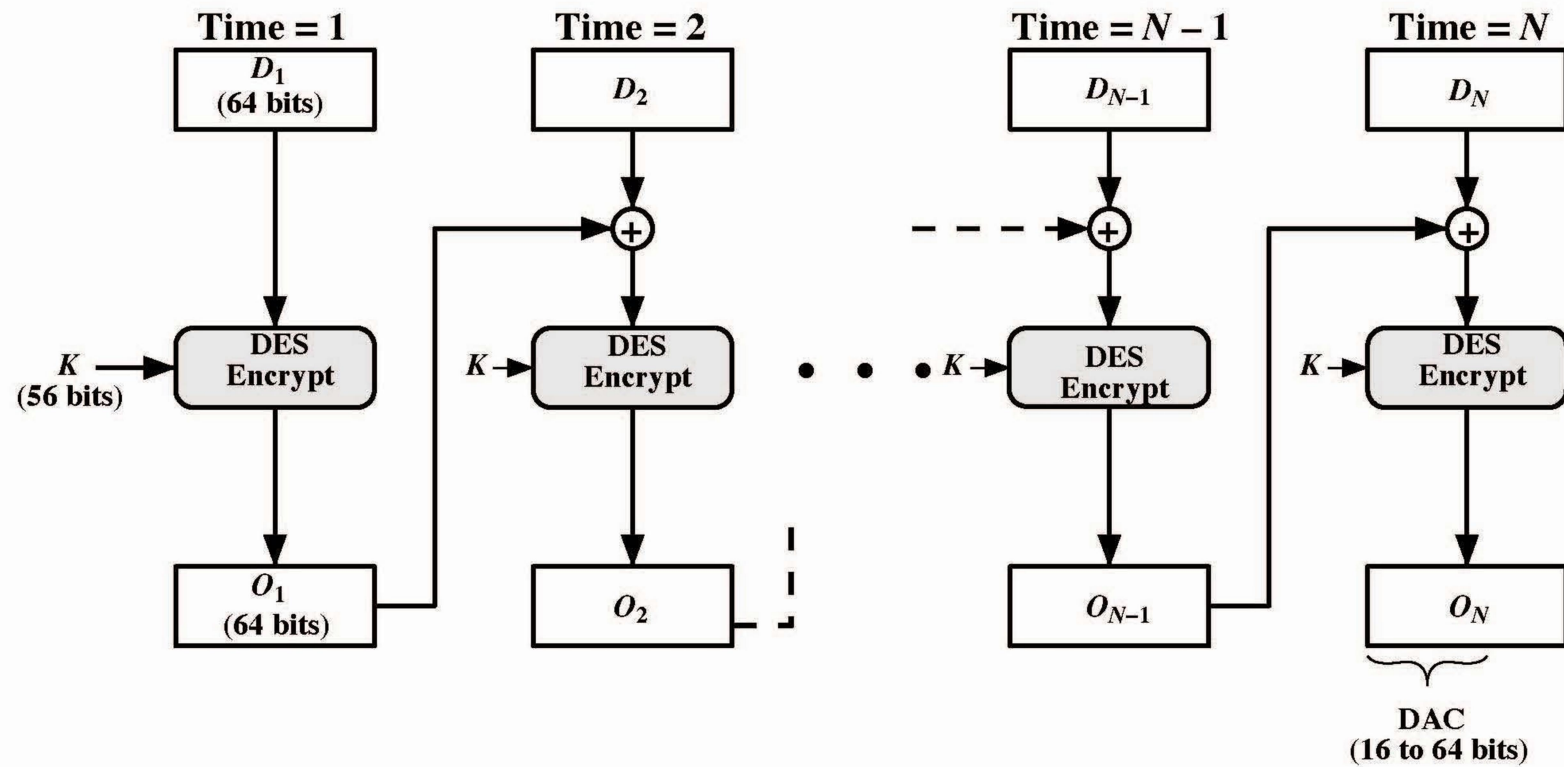 Time = 1
Time = 2
Time = N – 1
Time = N
D1
(64 bits)
D2
DN–1
DN
+
+
+
K
(56 bits)
DES
Encrypt
K
DES
Encrypt
K
DES
Encrypt
K
DES
Encrypt
O1
(64 bits)
O2
ON–1
ON
DAC
(16 to 64 bits)